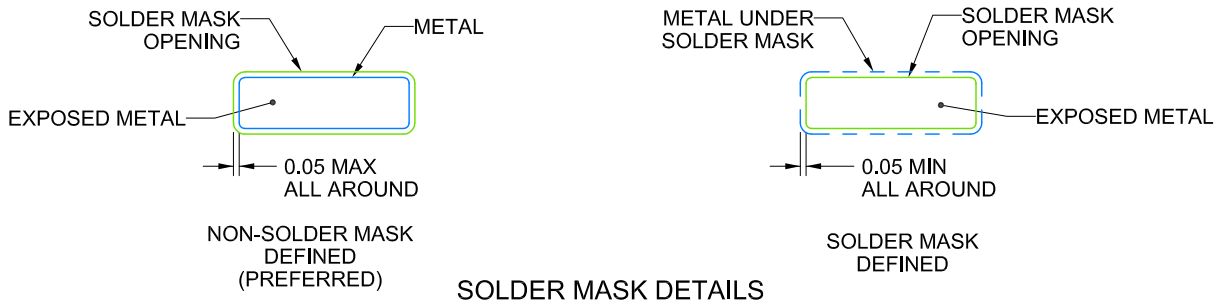 SOLDER MASK
OPENING
METAL
EXPOSED METAL
0.05 MAX
ALL AROUND
NON-SOLDER MASK
DEFINED
(PREFERRED)
METAL UNDER
SOLDER MASK
SOLDER MASK
OPENING
EXPOSED METAL
0.05 MIN
ALL AROUND
SOLDER MASK
DEFINED
SOLDER MASK DETAILS